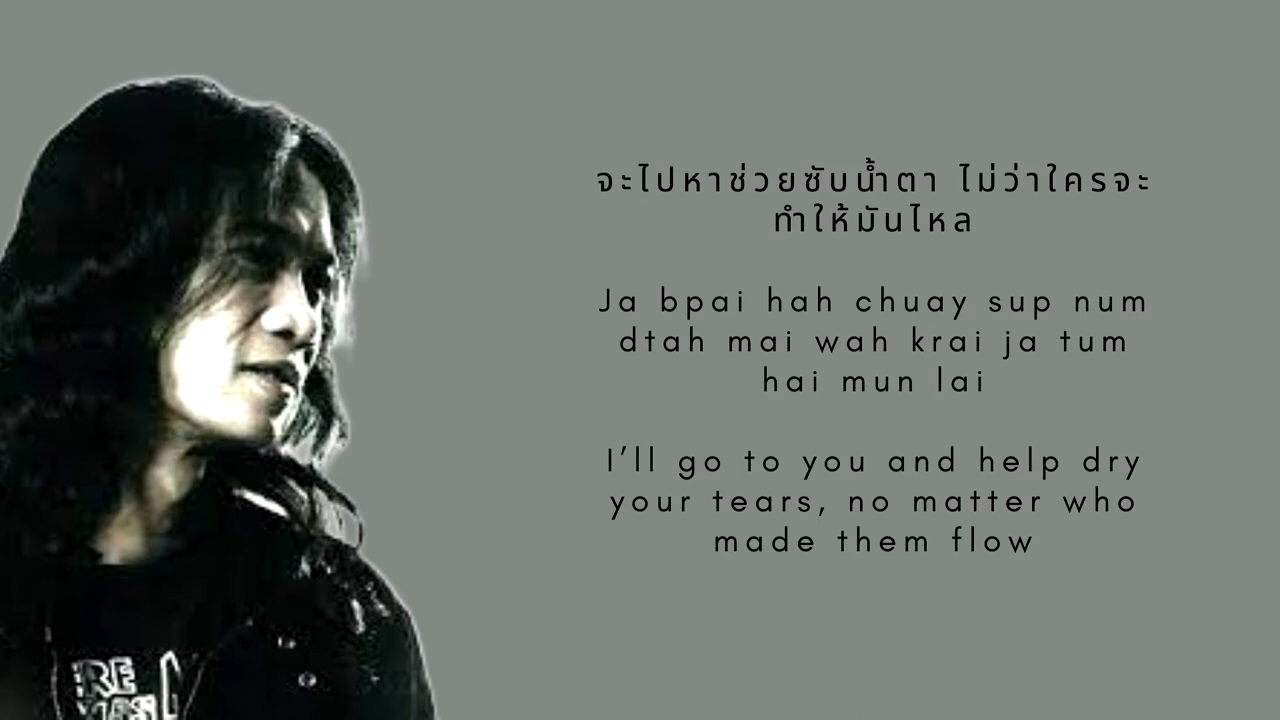 จะไปหาช่วยซับน้ำตา ไม่ว่าใครจะ
ทำให้มันไหล
Ja bpai hah chuay sup num
dtah mai wah krai ja tum
hai mun lai
I’ll go to you and help dry
your tears, no matter who
made them flow
RE